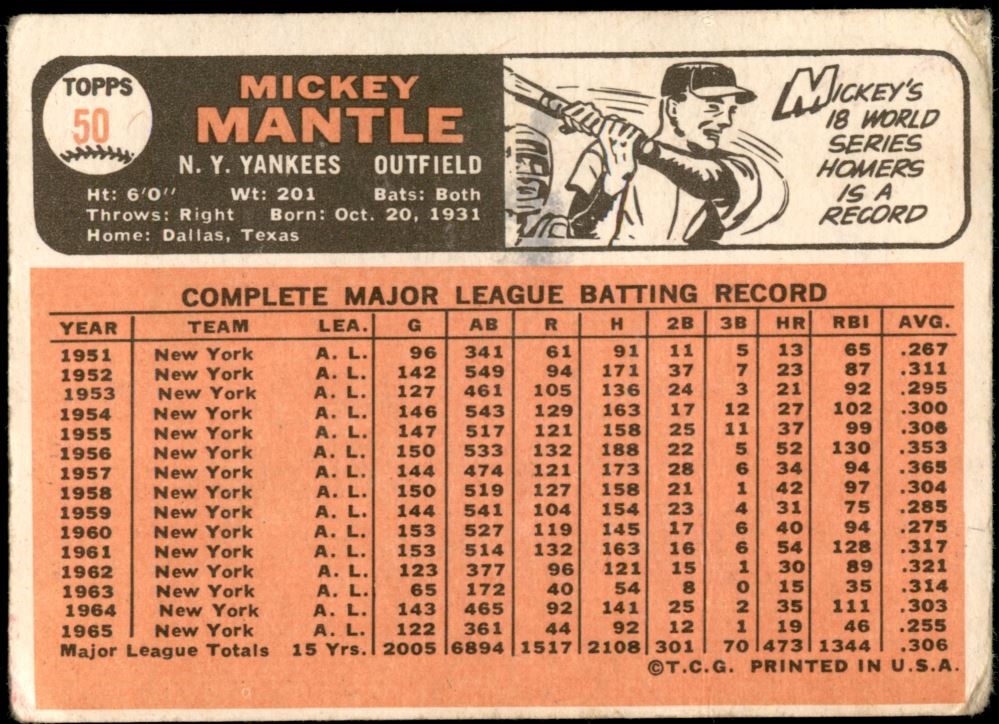 TOPPS
50
MICKEY
MANTLE
N. Y. YANKEES OUTFIELD
Ht: 6'0" Wt: 201 Bats: Both
Throws: Right Born: Oct. 20, 1931
Home: Dallas, Texas
MICKEY'S
18 WORLD
SERIES
HOMERS
IS A
RECORD
COMPLETE MAJOR LEAGUE BATTING RECORD
YEAR TEAM LEA. G AB R H 2B 3B HR RBI AVG.
1951 New York A. L. 96 341 61 91 11 5 13 65 .267
1952 New York A. L. 142 549 94 171 37 7 23 87 .311
1953 New York A. L. 127 461 105 136 24 3 21 92 .295
1954 New York A. L. 146 543 129 163 17 12 27 102 .300
1955 New York A. L. 147 517 121 158 25 11 37 99 .306
1956 New York A. L. 150 533 132 188 22 5 52 130 .353
1957 New York A. L. 144 474 121 173 28 6 34 94 .365
1958 New York A. L. 150 519 127 158 21 1 42 97 .304
1959 New York A. L. 144 541 104 154 23 4 31 75 .285
1960 New York A. L. 153 527 119 145 17 6 40 94 .275
1961 New York A. L. 153 514 132 163 16 6 54 128 .317
1962 New York A. L. 123 377 96 121 15 1 30 89 .321
1963 New York A. L. 65 172 40 54 8 0 15 35 .314
1964 New York A. L. 143 465 92 141 25 2 35 111 .303
1965 New York A. L. 122 361 44 92 12 1 19 46 .255
Major League Totals 15 Yrs. 2005 6894 1517 2108 301 70 473 1344 .306
©T.C.G. PRINTED IN U.S.A.